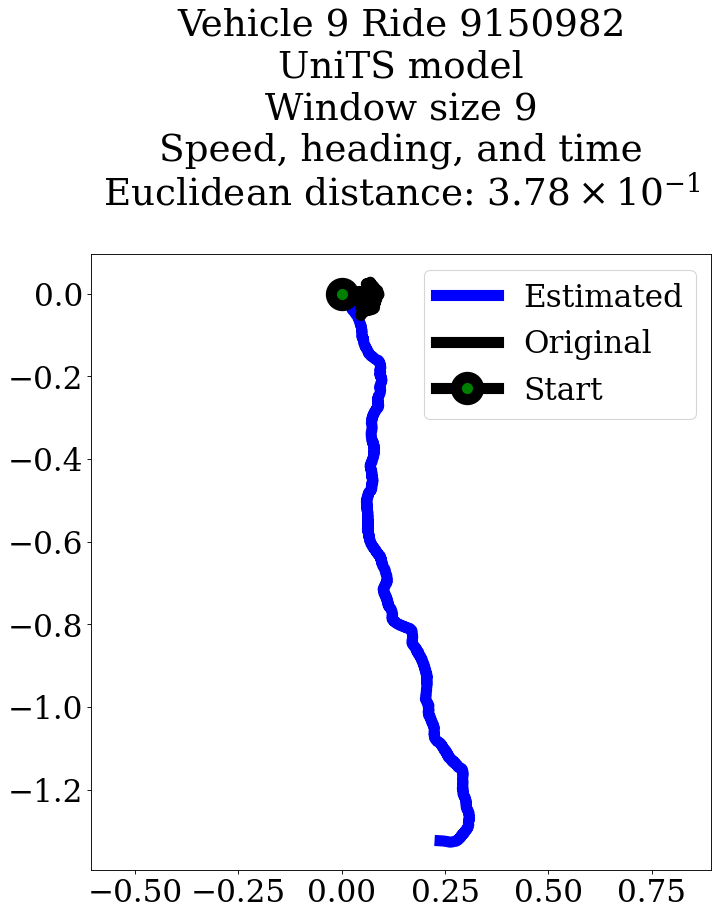 Vehicle 9 Ride 9150982
UniTS model
Window size 9
Speed, heading, and time
Euclidean distance: 3.78 × 10⁻¹
Estimated
Original
Start
0.0
−0.2
−0.4
−0.6
−0.8
−1.0
−1.2
−0.50 −0.25 0.00 0.25 0.50 0.75